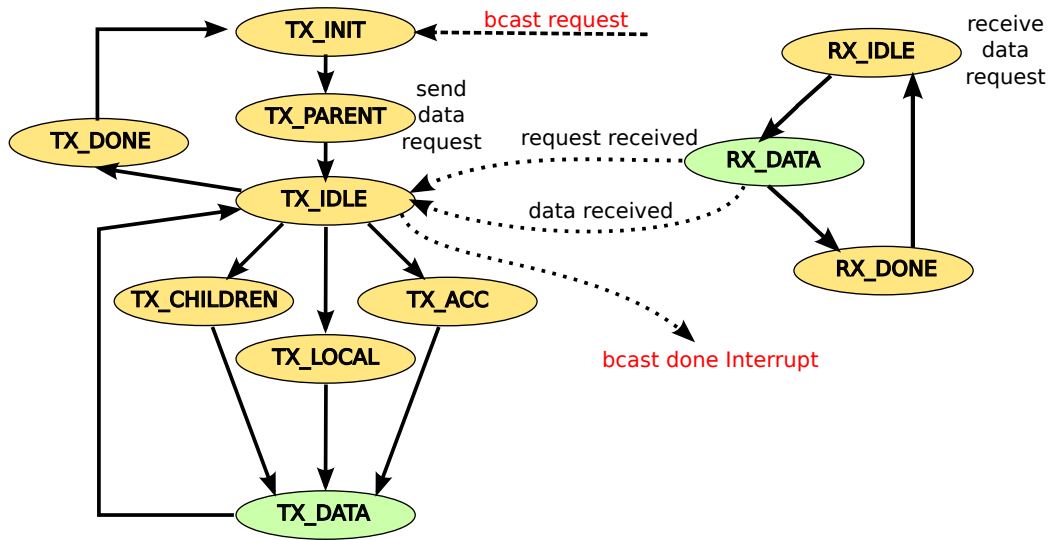 bcast request
TX_INIT
receive
data
request
RX_IDLE
send
data
request
TX_PARENT
TX_DONE
request received
RX_DATA
TX_IDLE
data received
RX_DONE
TX_CHILDREN
TX_ACC
TX_LOCAL
bcast done Interrupt
TX_DATA